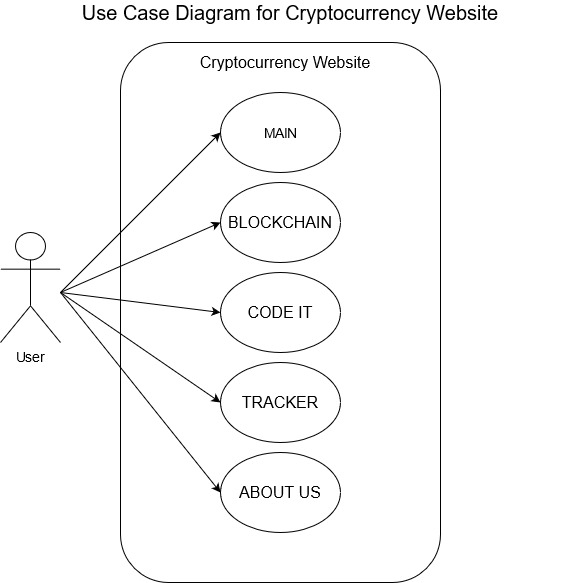 Use Case Diagram for Cryptocurrency Website
Cryptocurrency Website
MAIN
BLOCKCHAIN
CODE IT
TRACKER
ABOUT US
User